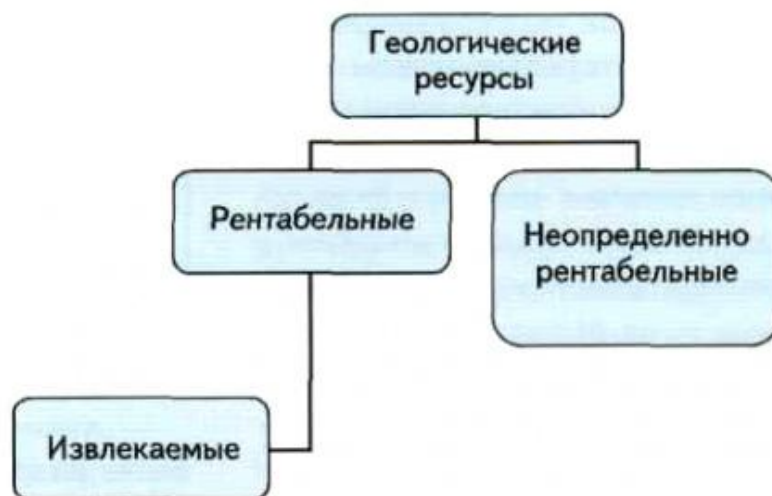 Геологические
ресурсы
Рентабельные
Неопределенно
рентабельные
Извлекаемые